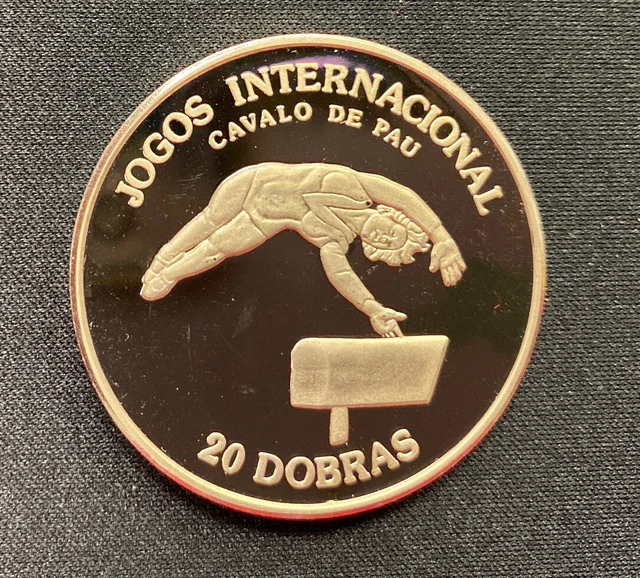 JOGOS INTERNACIONAL
CAVALO DE PAU
20 DOBRAS